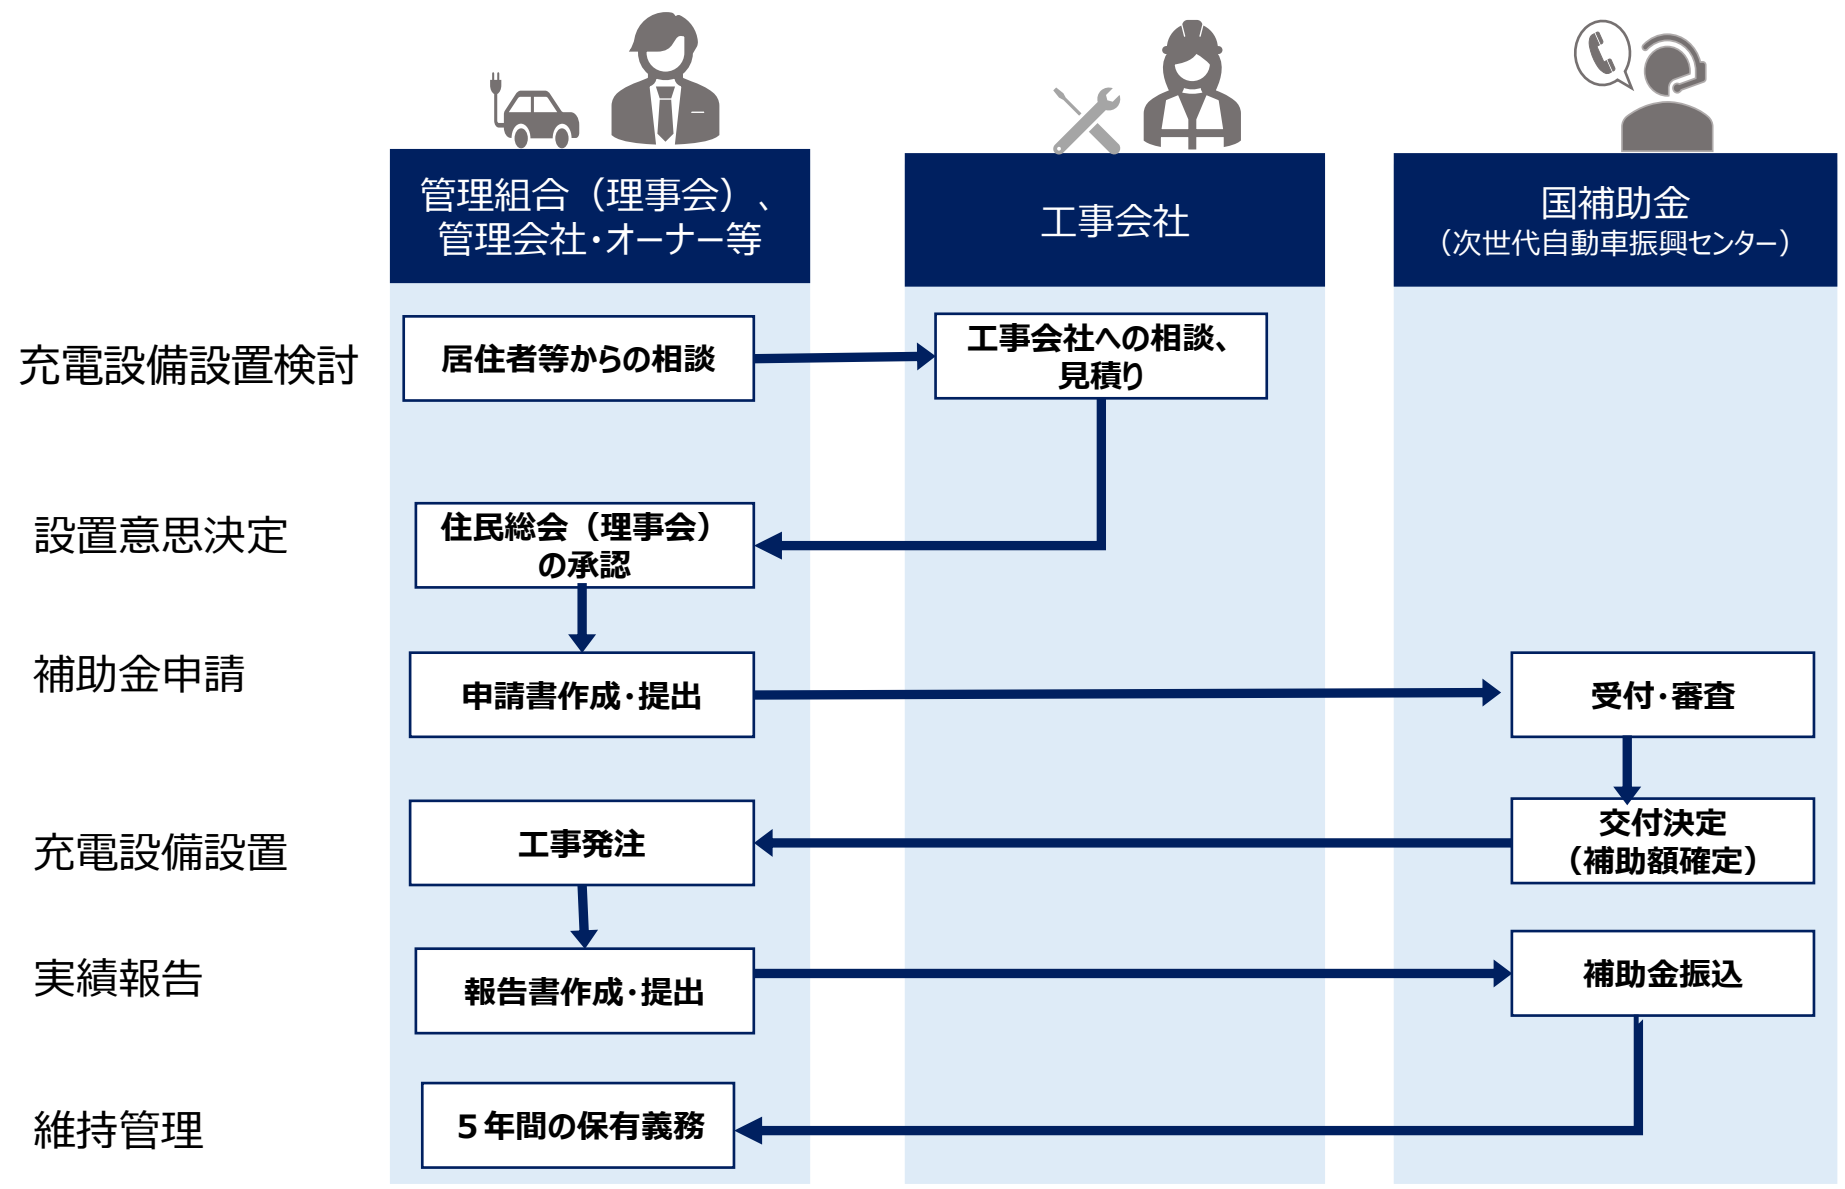 管理組合（理事会）、
管理会社・オーナー等
工事会社
国補助金
（次世代自動車振興センター）
充電設備設置検討
居住者等からの相談
工事会社への相談、
見積り
設置意思決定
住民総会（理事会）
の承認
補助金申請
申請書作成・提出
受付・審査
充電設備設置
工事発注
交付決定
（補助額確定）
実績報告
報告書作成・提出
補助金振込
維持管理
５年間の保有義務